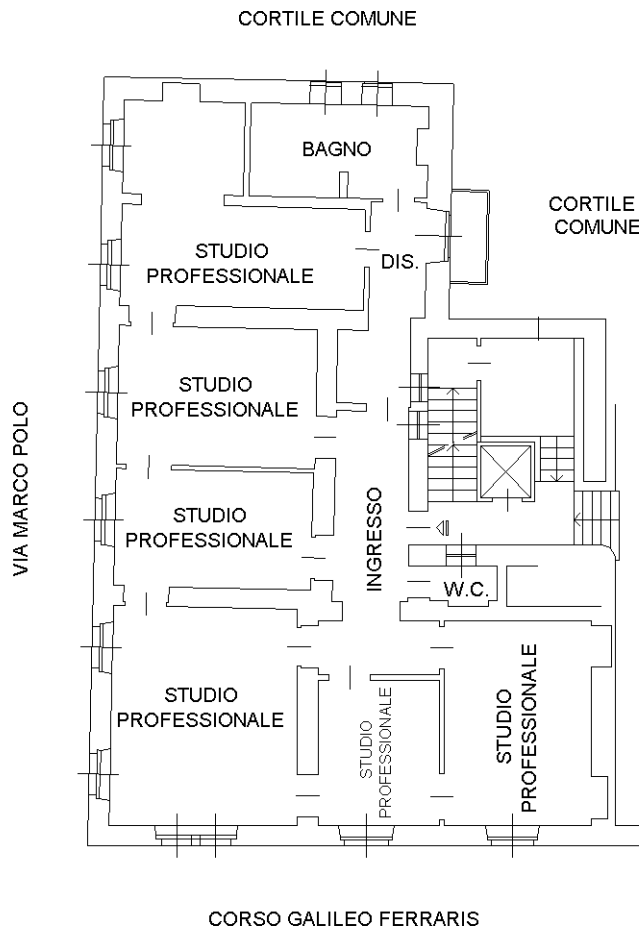 CORTILE COMUNE
BAGNO
CORTILE
COMUNE
STUDIO
PROFESSIONALE
DIS.
STUDIO
PROFESSIONALE
VIA MARCO POLO
STUDIO
PROFESSIONALE
INGRESSO
W.C.
STUDIO
PROFESSIONALE
STUDIO
PROFESSIONALE
STUDIO
PROFESSIONALE
CORSO GALILEO FERRARIS